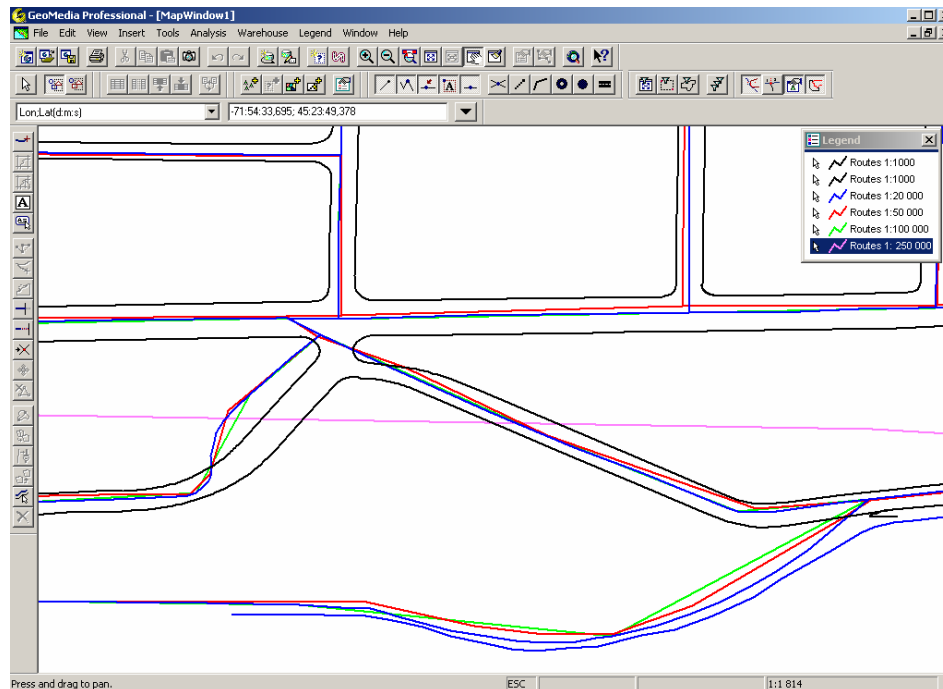 GeoMedia Professional - [MapWindow1]
File Edit View Insert Tools Analysis Warehouse Legend Window Help
Lon;Lat(d:m:s) -71:54:33,695; 45:23:49,378
Legend
Routes 1:1000
Routes 1:1000
Routes 1:20 000
Routes 1:50 000
Routes 1:100 000
Routes 1: 250 000
A
Press and drag to pan. ESC 1:1 814